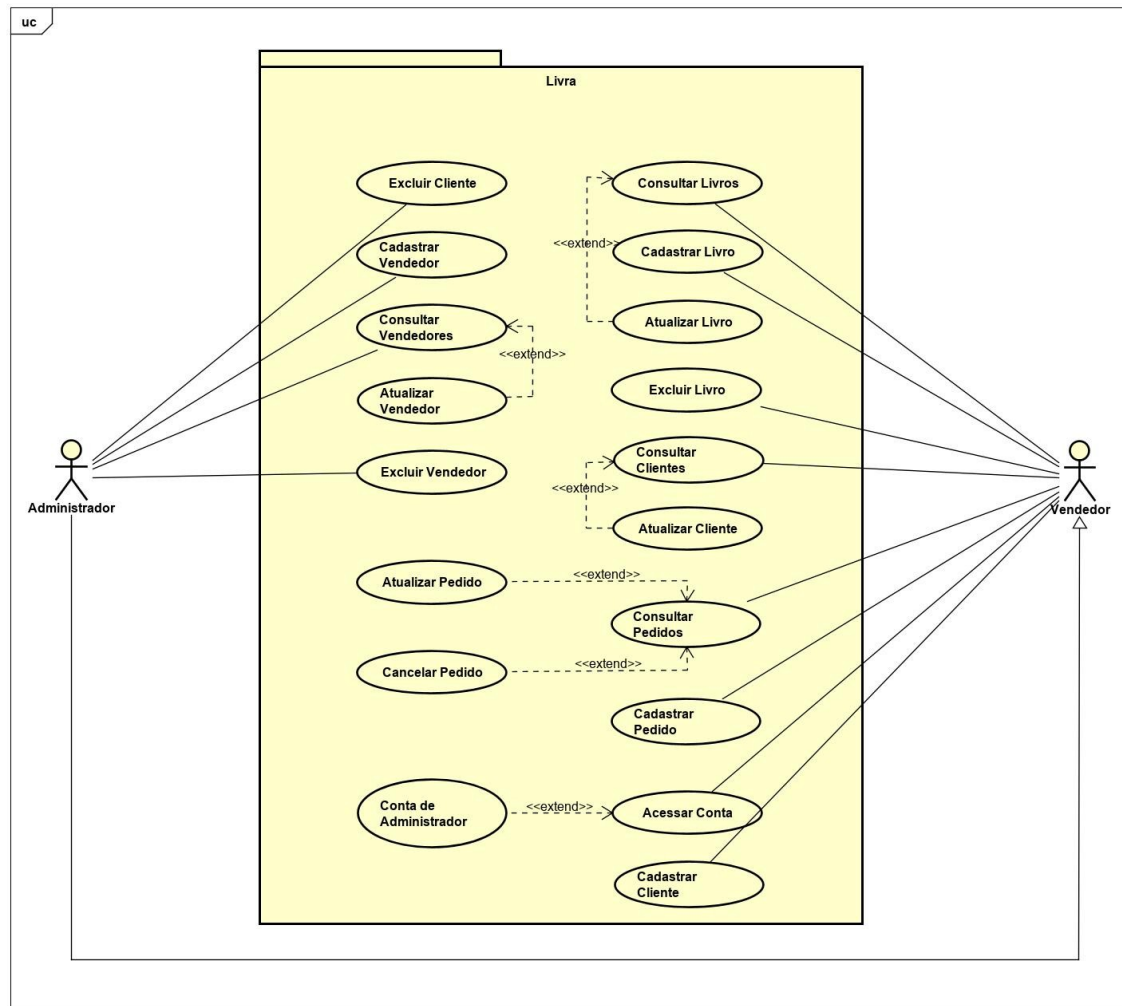 uc
Livra
Excluir Cliente
Consultar Livros
Cadastrar
Vendedor
<<extend>>
Cadastrar Livro
Consultar
Vendedores
Atualizar Livro
<<extend>>
Atualizar
Vendedor
Excluir Livro
Excluir Vendedor
Consultar
Clientes
<<extend>>
Administrador
Vendedor
Atualizar Cliente
Atualizar Pedido
<<extend>>
Consultar
Pedidos
Cancelar Pedido
<<extend>>
Cadastrar
Pedido
Conta de
Administrador
<<extend>>
Acessar Conta
Cadastrar
Cliente